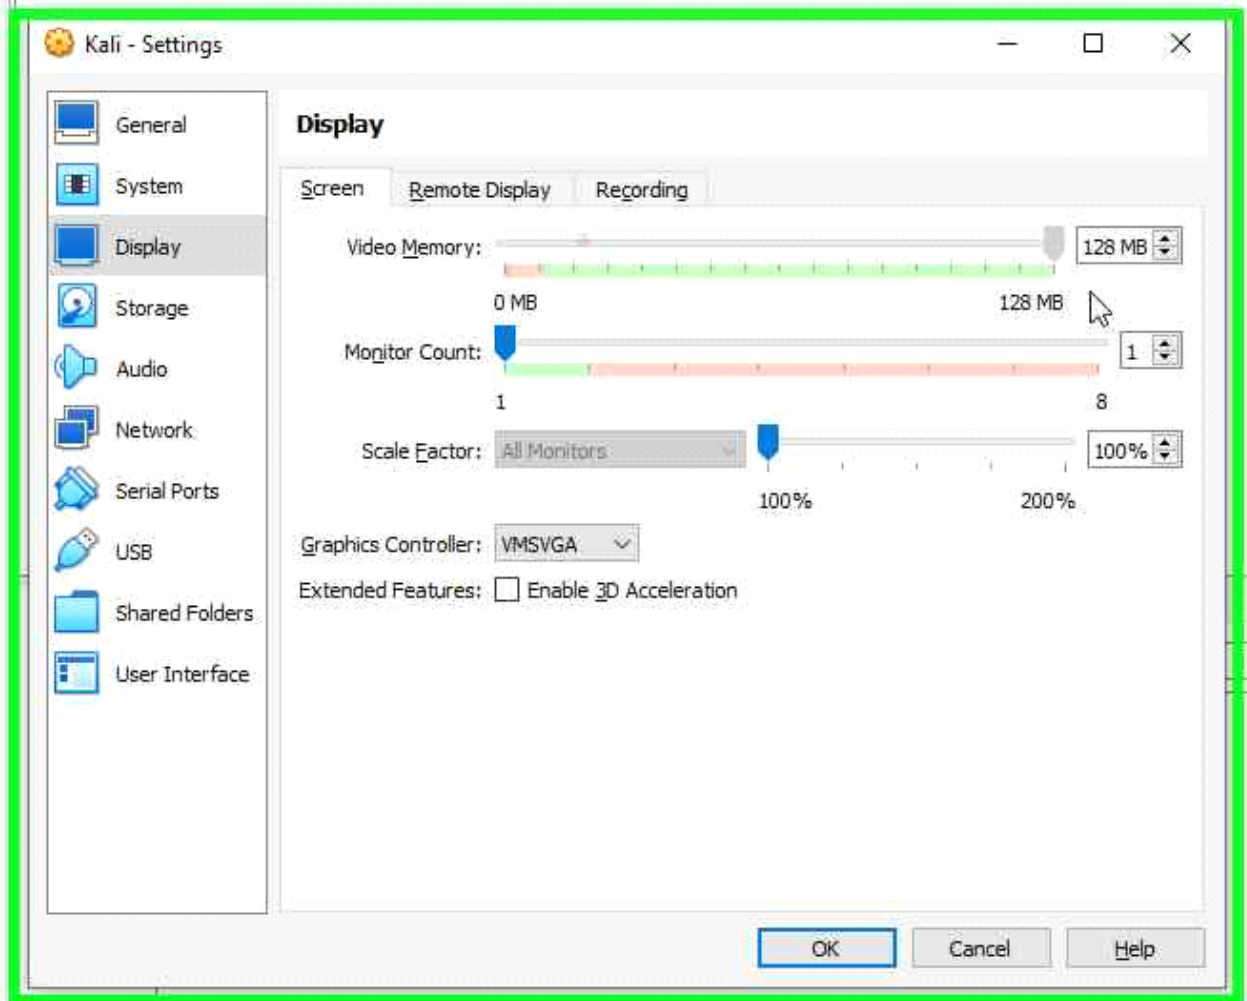 Kali - Settings
General
System
Display
Storage
Audio
Network
Serial Ports
USB
Shared Folders
User Interface
Display
Screen
Remote Display
Recording
Video Memory:
128 MB
0 MB
128 MB
Monitor Count:
1
1
8
Scale Factor:
All Monitors
100%
100%
200%
Graphics Controller:
VMSVGA
Extended Features:
Enable 3D Acceleration
OK
Cancel
Help